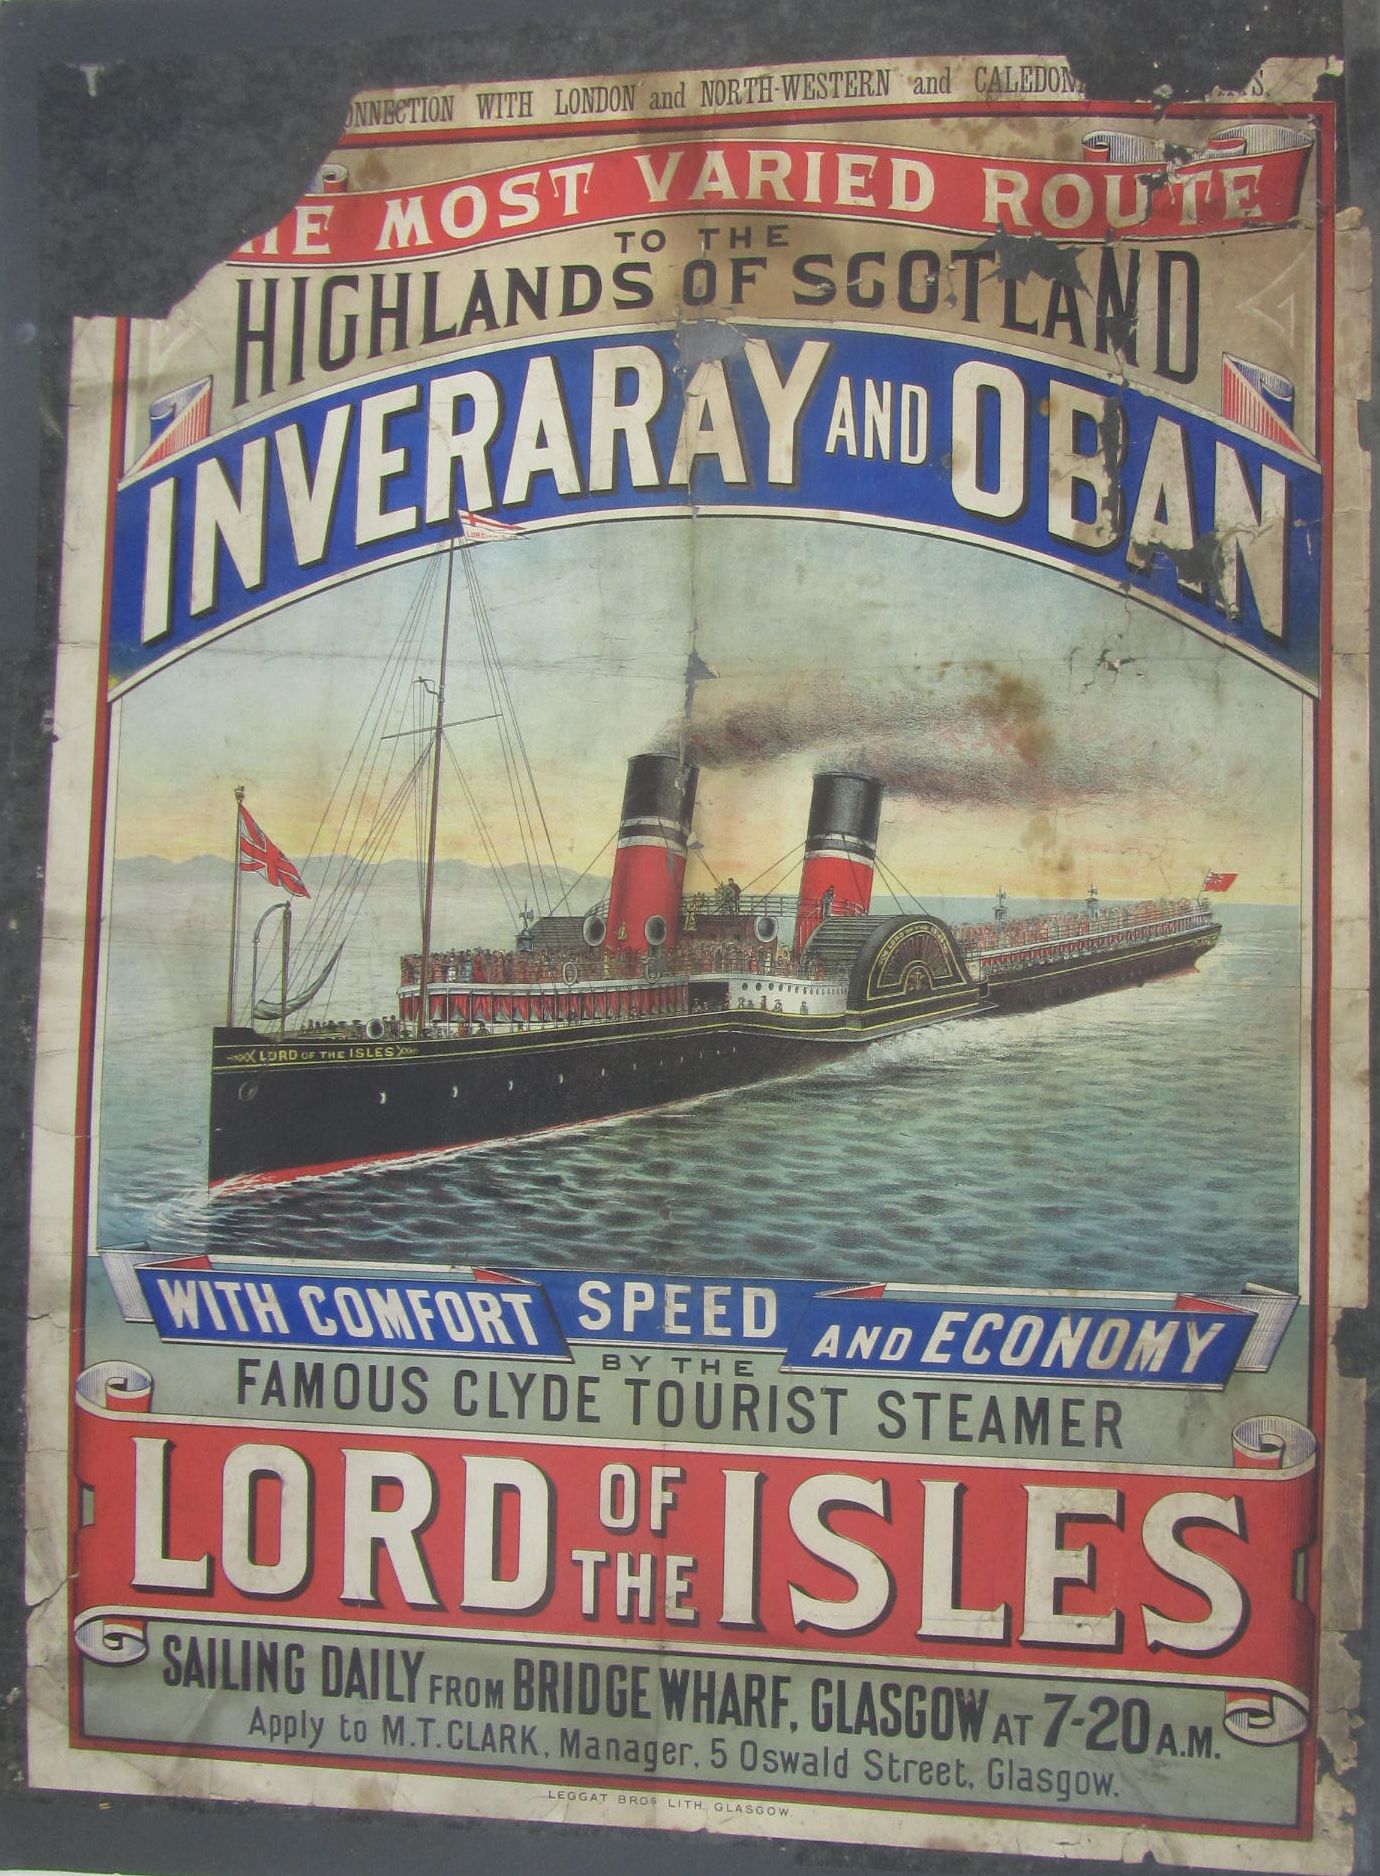 CONNECTION WITH LONDON and NORTH-WESTERN and
THE MOST VARIED ROUTE
TO THE
HIGHLANDS OF SCOTLAND
INVERARAY AND OBAN
LORD OF THE ISLES
WITH COMFORT SPEED AND ECONOMY
BY THE
FAMOUS CLYDE TOURIST STEAMER
LORD OF THE ISLES
SAILING DAILY FROM BRIDGE WHARF, GLASGOW AT 7-20 A.M.
Apply to M.T. CLARK, Manager, 5 Oswald Street, Glasgow.
LEGGAT BROS LITH. GLASGOW.